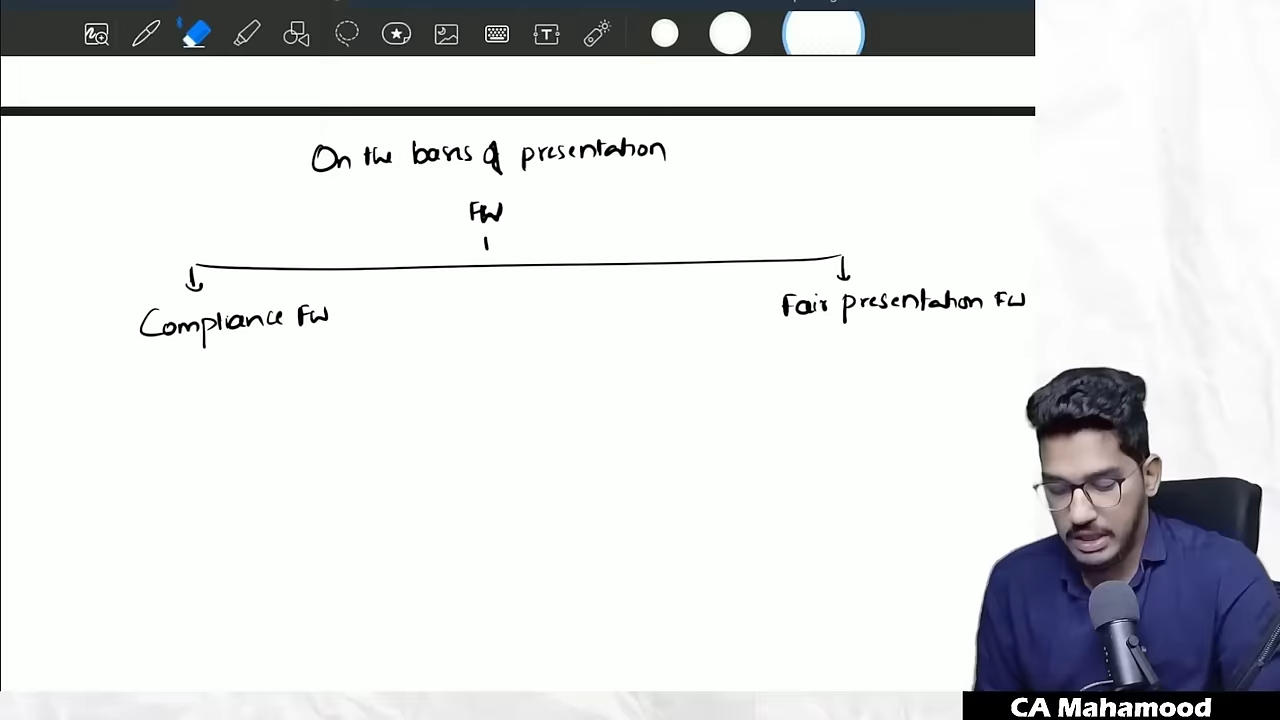 On the basis of presentation
FW
Compliance FW
Fair presentation FW
CA Mahamood